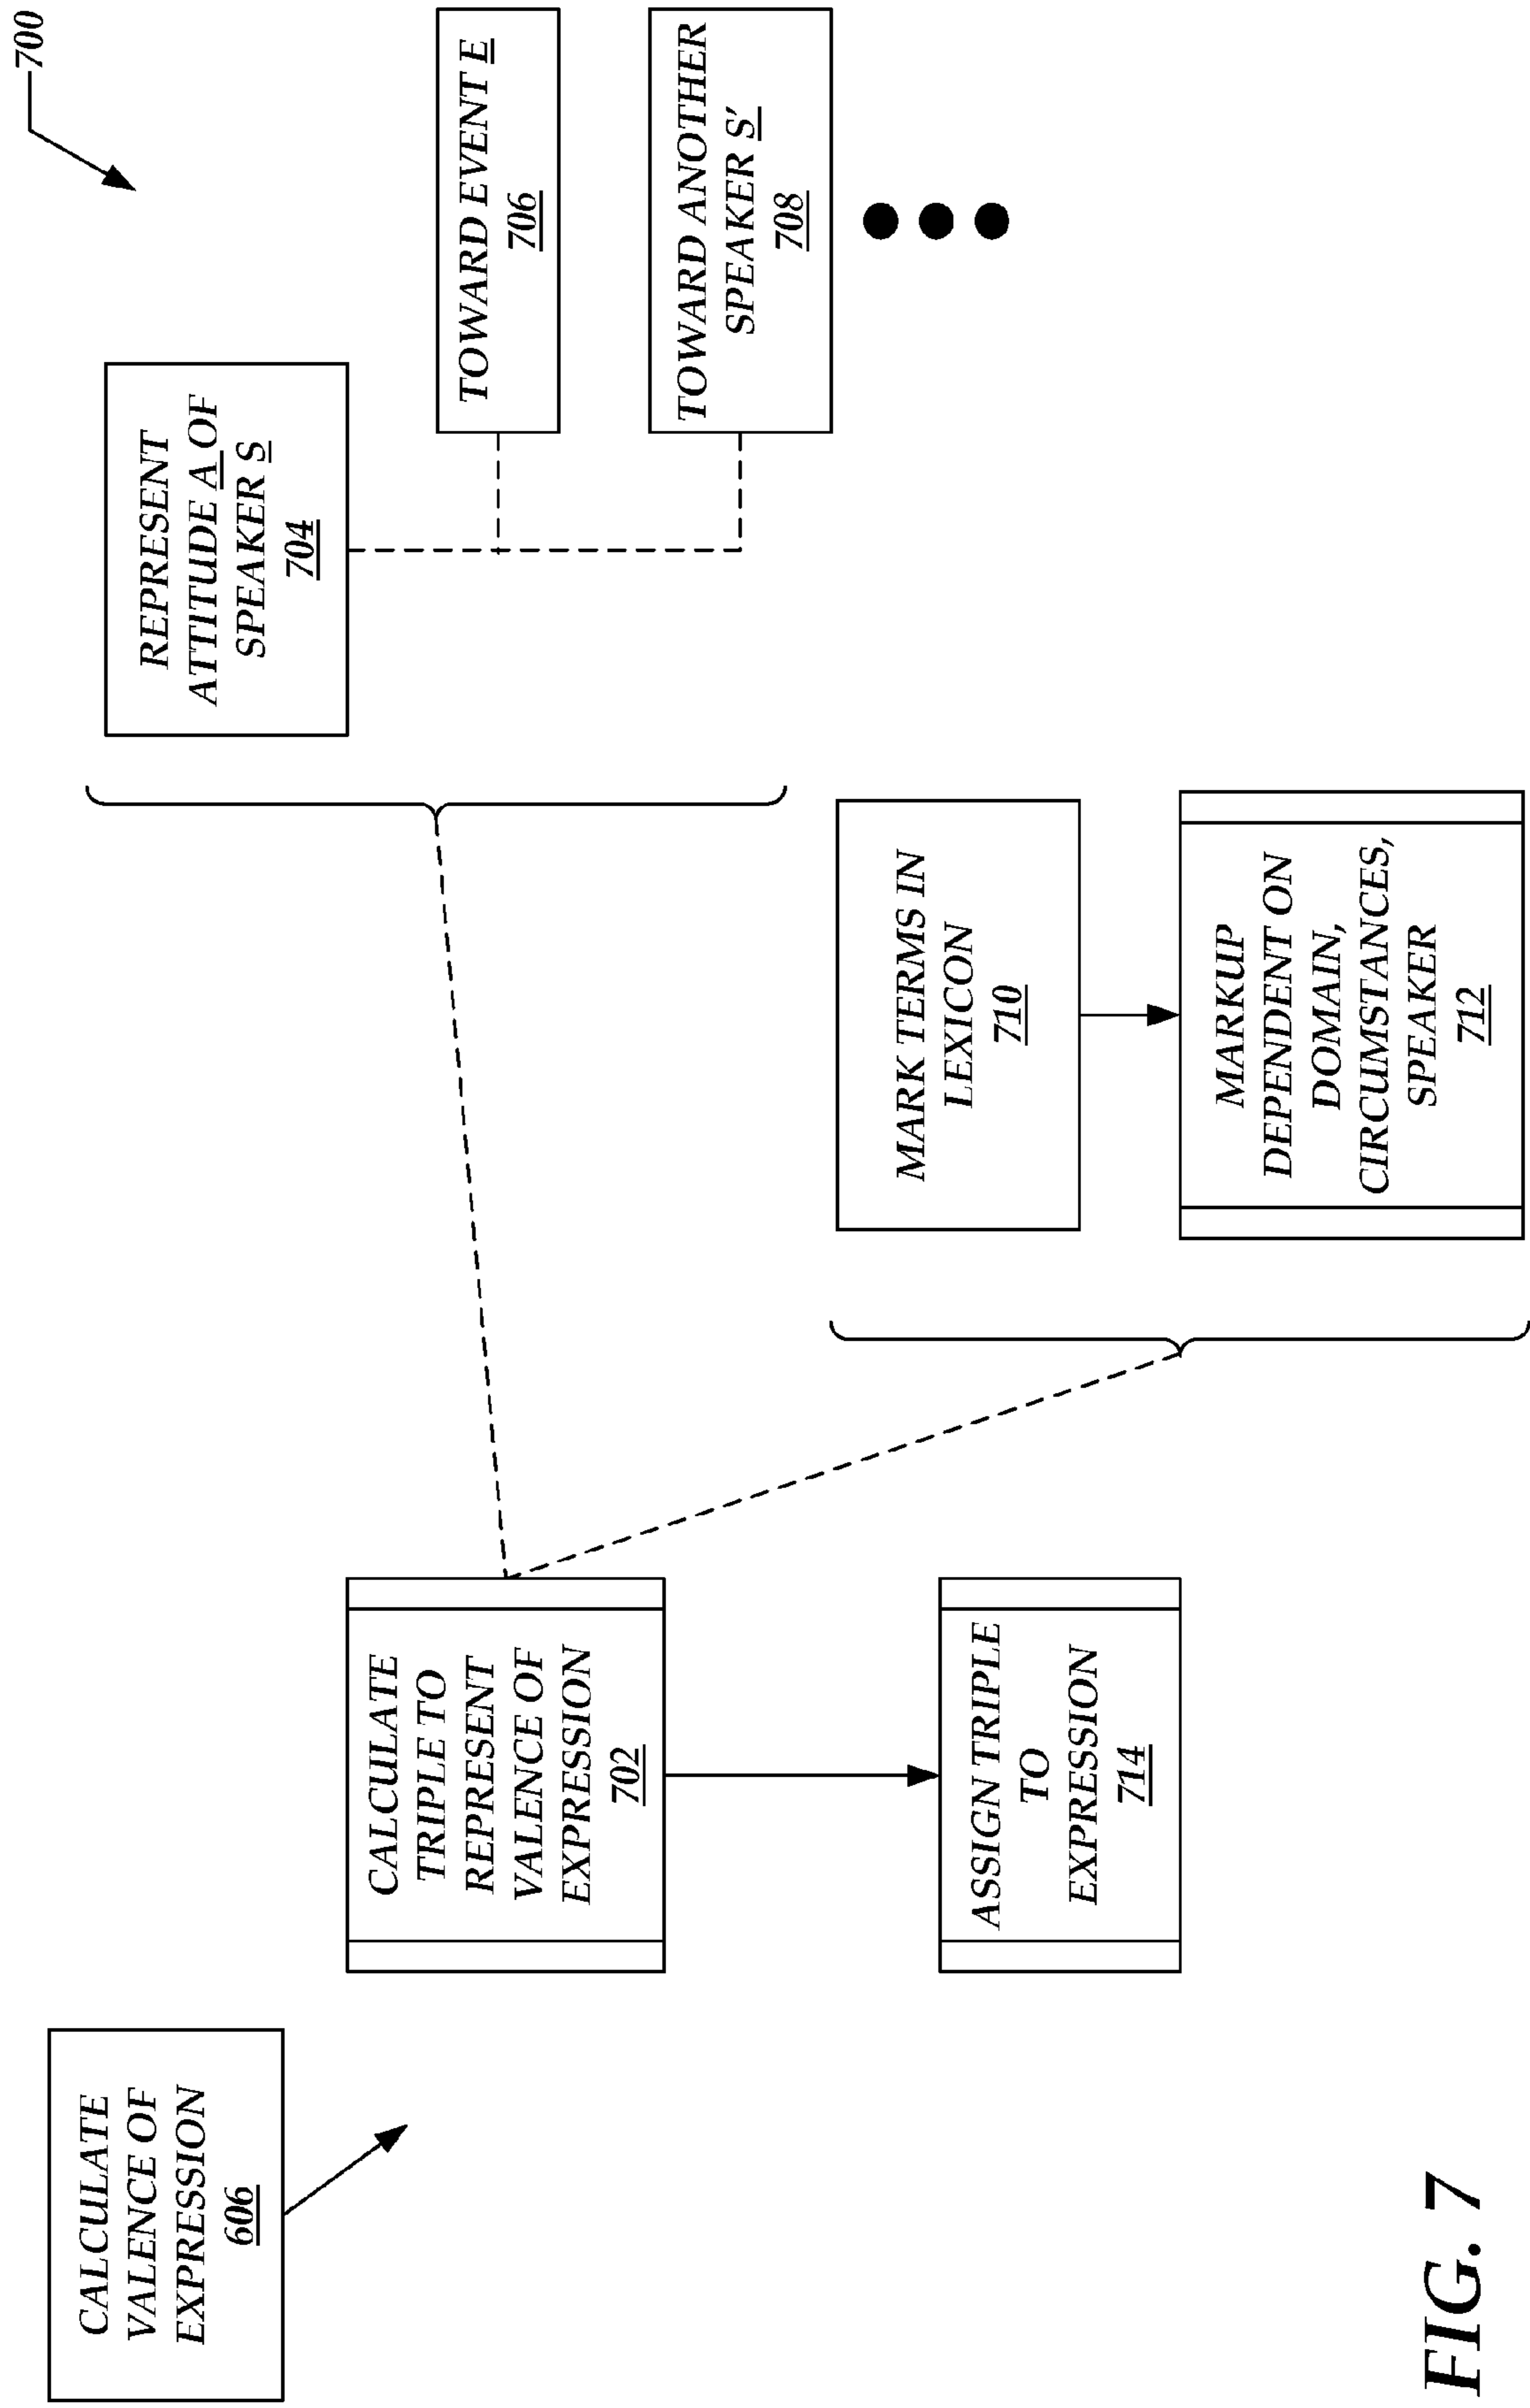 700
CALCULATE
VALENCE OF
EXPRESSION
606
CALCULATE
TRIPLE TO
REPRESENT
VALENCE OF
EXPRESSION
702
ASSIGN TRIPLE
TO
EXPRESSION
714
REPRESENT
ATTITUDE A OF
SPEAKER S
704
TOWARD EVENT E
706
TOWARD ANOTHER
SPEAKER S'
708
MARK TERMS IN
LEXICON
710
MARKUP
DEPENDENT ON
DOMAIN,
CIRCUMSTANCES,
SPEAKER
712
FIG. 7